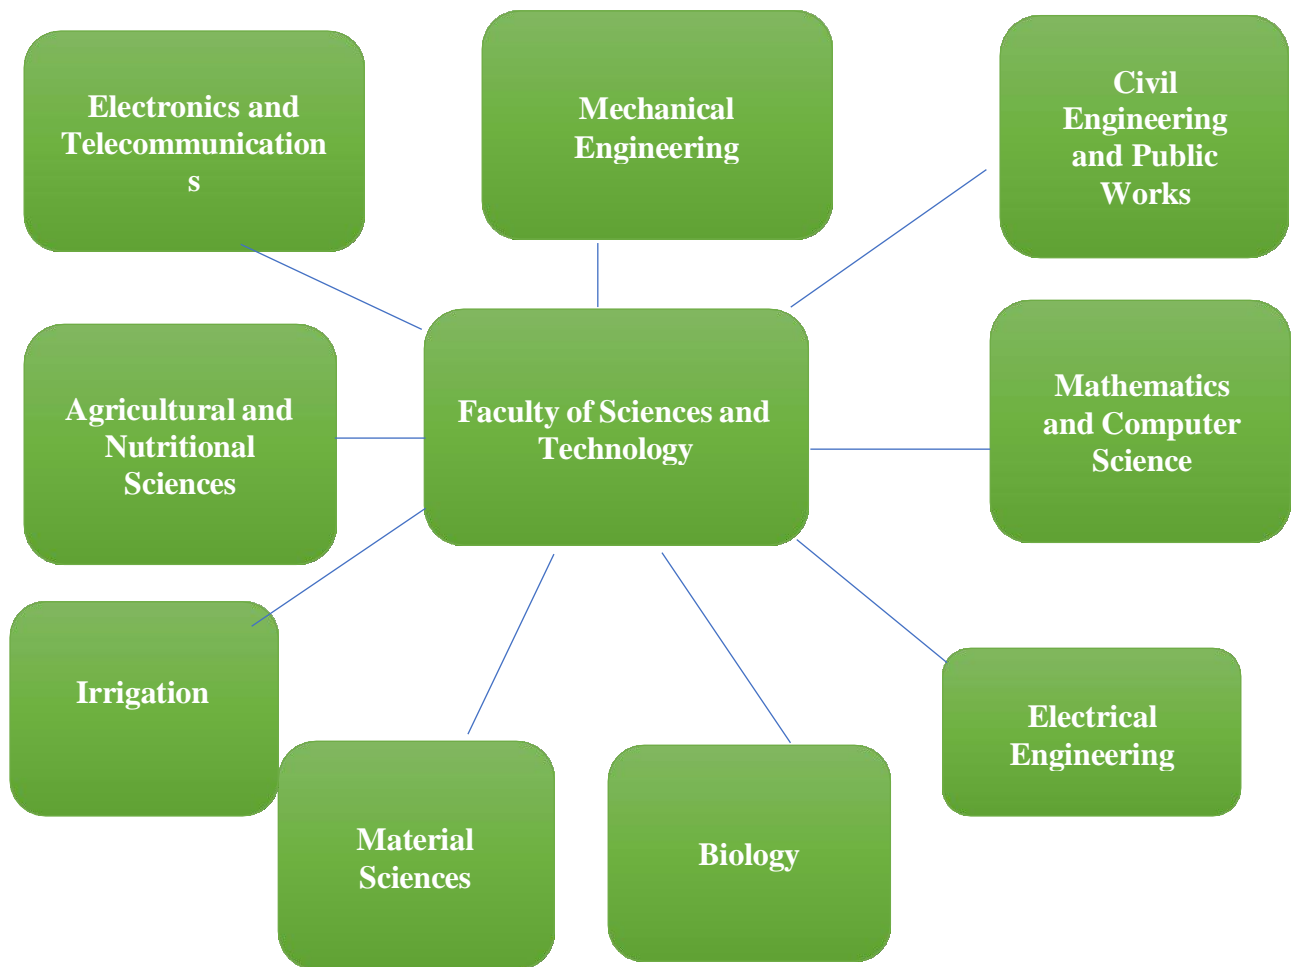 Electronics and
Telecommunication
s
Mechanical
Engineering
Civil
Engineering
and Public
Works
Agricultural and
Nutritional
Sciences
Faculty of Sciences and
Technology
Mathematics
and Computer
Science
Irrigation
Electrical
Engineering
Material
Sciences
Biology